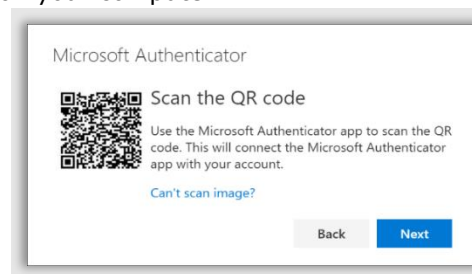 Microsoft Authenticator
Scan the QR code
Use the Microsoft Authenticator app to scan the QR
code. This will connect the Microsoft Authenticator
app with your account.
Can't scan image?
Back Next